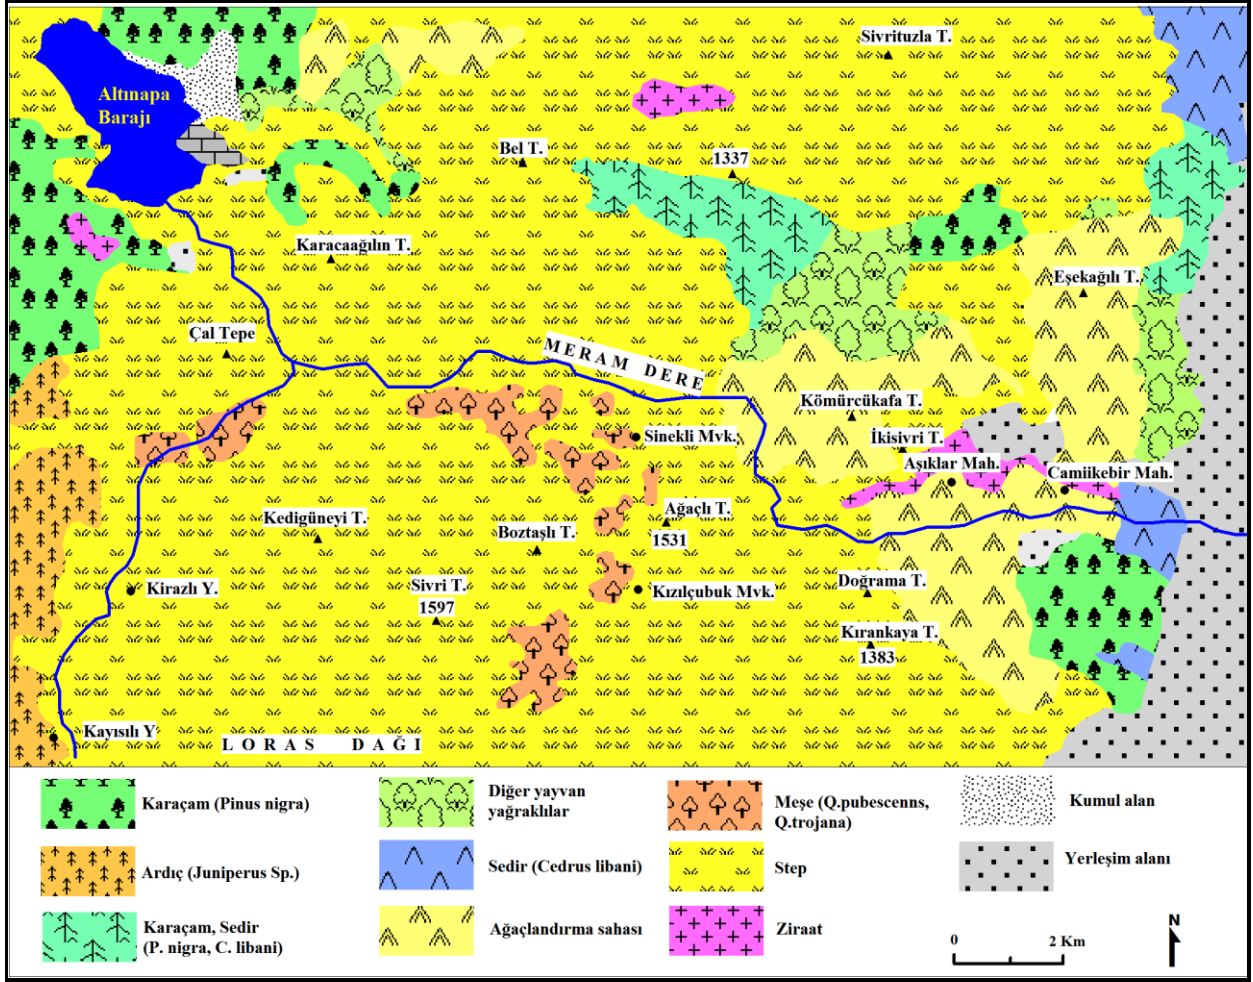 Sivrituzla T.
Altınapa
Barajı
Bel T.
1337
Karacaağılın T.
Eşekağılı T.
Çal Tepe
MERAM DERE
Kömürcükafa T.
Sinekli Mvk.
İkisivri T.
Aşıklar Mah.
Camiikebir Mah.
Kedigüneyi T.
Boztaşlı T.
Ağaçlı T.
1531
Kirazlı Y.
Sivri T.
1597
Kızılçubuk Mvk.
Doğrama T.
Kırankaya T.
1383
Kayısılı Y
LORAS DAĞI
Karaçam (Pinus nigra)
Diğer yayvan
yağraklılar
Meşe (Q.pubescenns,
Q.trojana)
Kumul alan
Ardıç (Juniperus Sp.)
Sedir (Cedrus libani)
Step
Yerleşim alanı
Karaçam, Sedir
(P. nigra, C. libani)
Ağaçlandırma sahası
Ziraat
0 2 Km
N